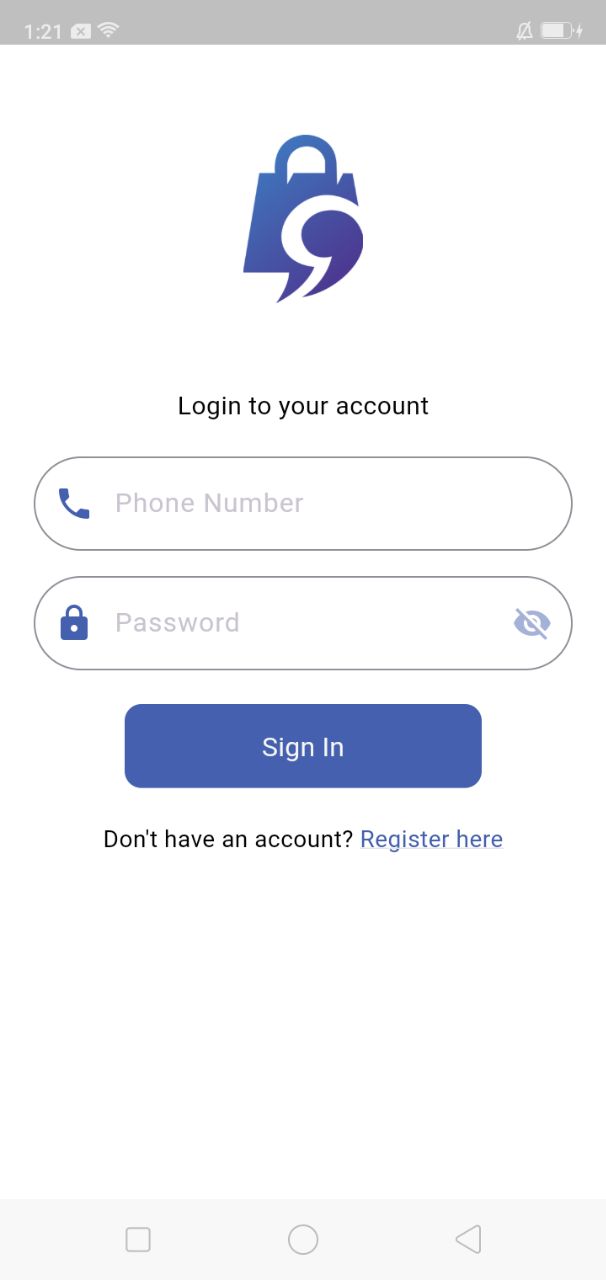 1:21
Login to your account
Phone Number
Password
Sign In
Don't have an account? Register here